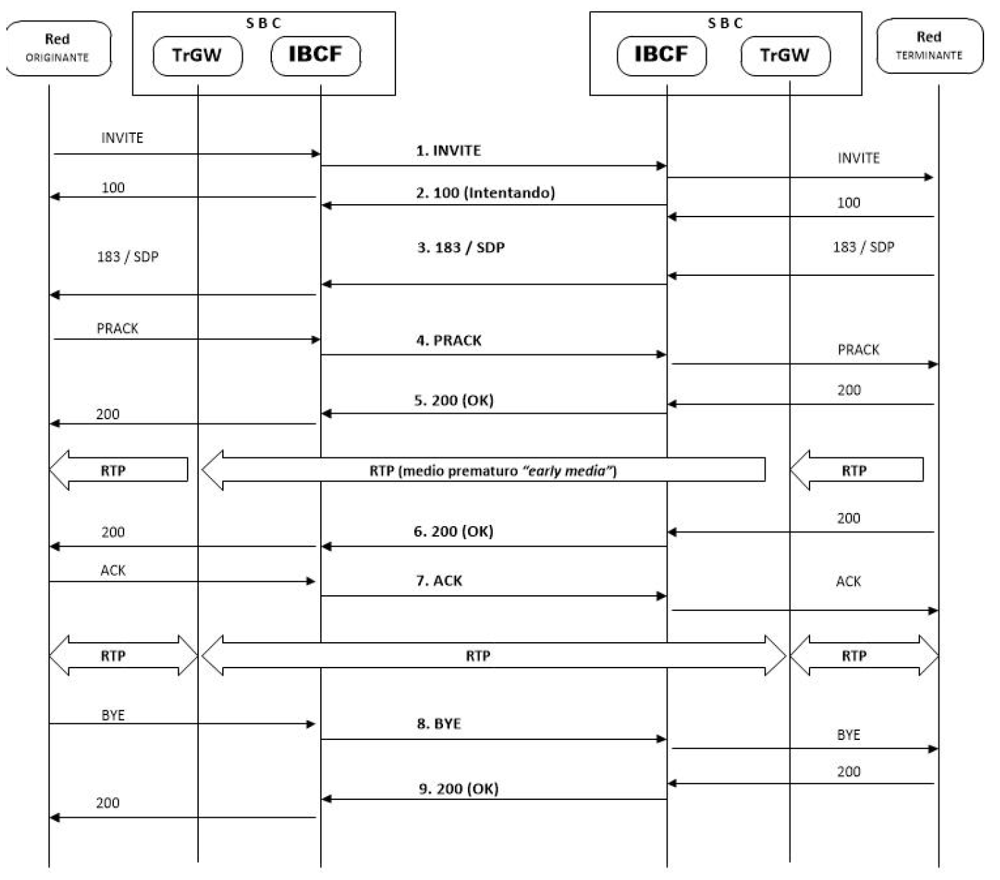 S B C
S B C
Red
ORIGINANTE
TrGW
IBCF
IBCF
TrGW
Red
TERMINANTE
INVITE
1. INVITE
INVITE
100
2. 100 (Intentando)
100
183 / SDP
3. 183 / SDP
183 / SDP
PRACK
4. PRACK
PRACK
200
5. 200 (OK)
200
RTP
RTP (medio prematuro “early media”)
RTP
200
6. 200 (OK)
200
ACK
7. ACK
ACK
RTP
RTP
RTP
BYE
8. BYE
BYE
200
9. 200 (OK)
200